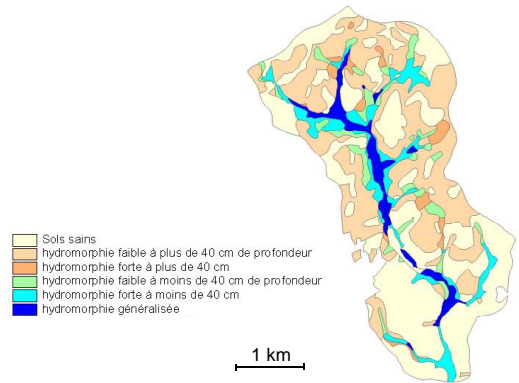 Sols sains
hydromorphie faible à plus de 40 cm de profondeur
hydromorphie forte à plus de 40 cm
hydromorphie faible à moins de 40 cm de profondeur
hydromorphie forte à moins de 40 cm
hydromorphie généralisée
1 km